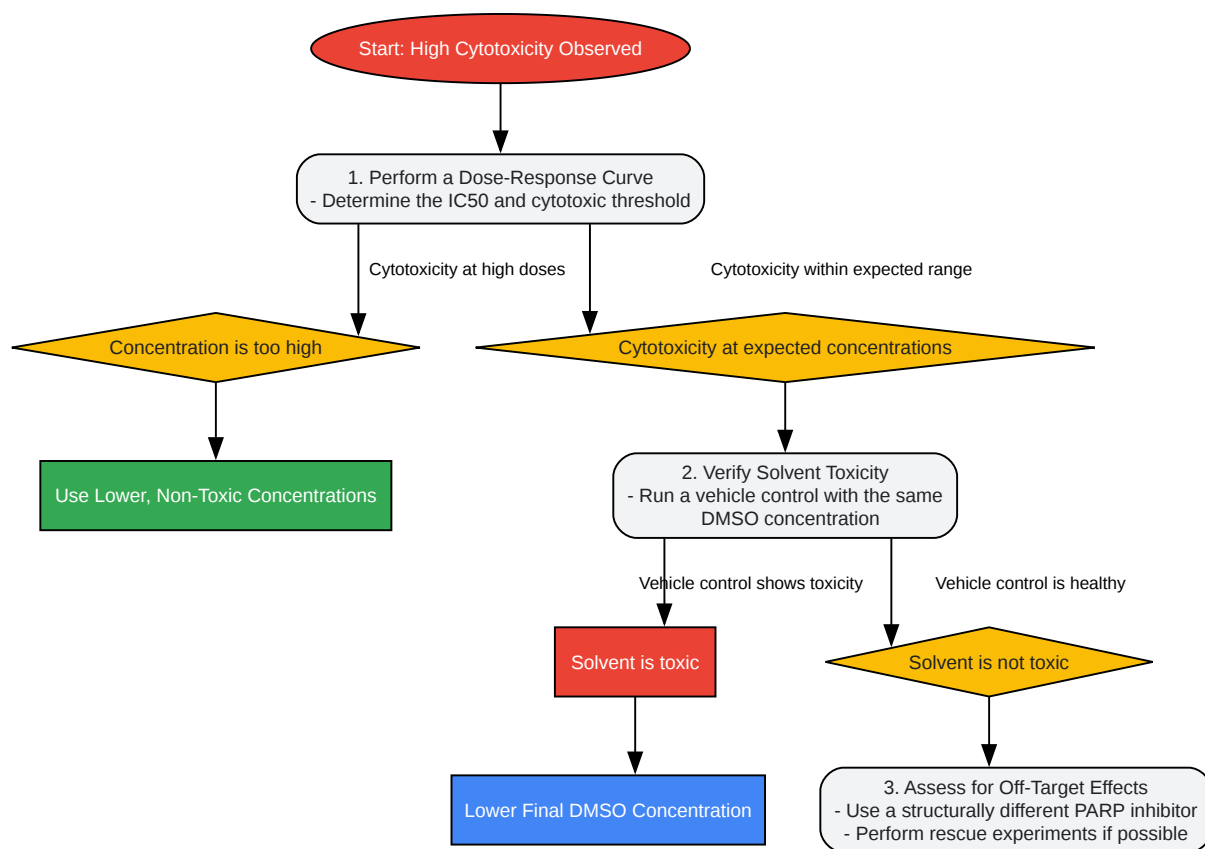 Start: High Cytotoxicity Observed
1. Perform a Dose-Response Curve
- Determine the IC50 and cytotoxic threshold
Cytotoxicity at high doses
Cytotoxicity within expected range
Concentration is too high
Cytotoxicity at expected concentrations
Use Lower, Non-Toxic Concentrations
2. Verify Solvent Toxicity
- Run a vehicle control with the same
DMSO concentration
Vehicle control shows toxicity
Vehicle control is healthy
Solvent is toxic
Solvent is not toxic
Lower Final DMSO Concentration
3. Assess for Off-Target Effects
- Use a structurally different PARP inhibitor
- Perform rescue experiments if possible